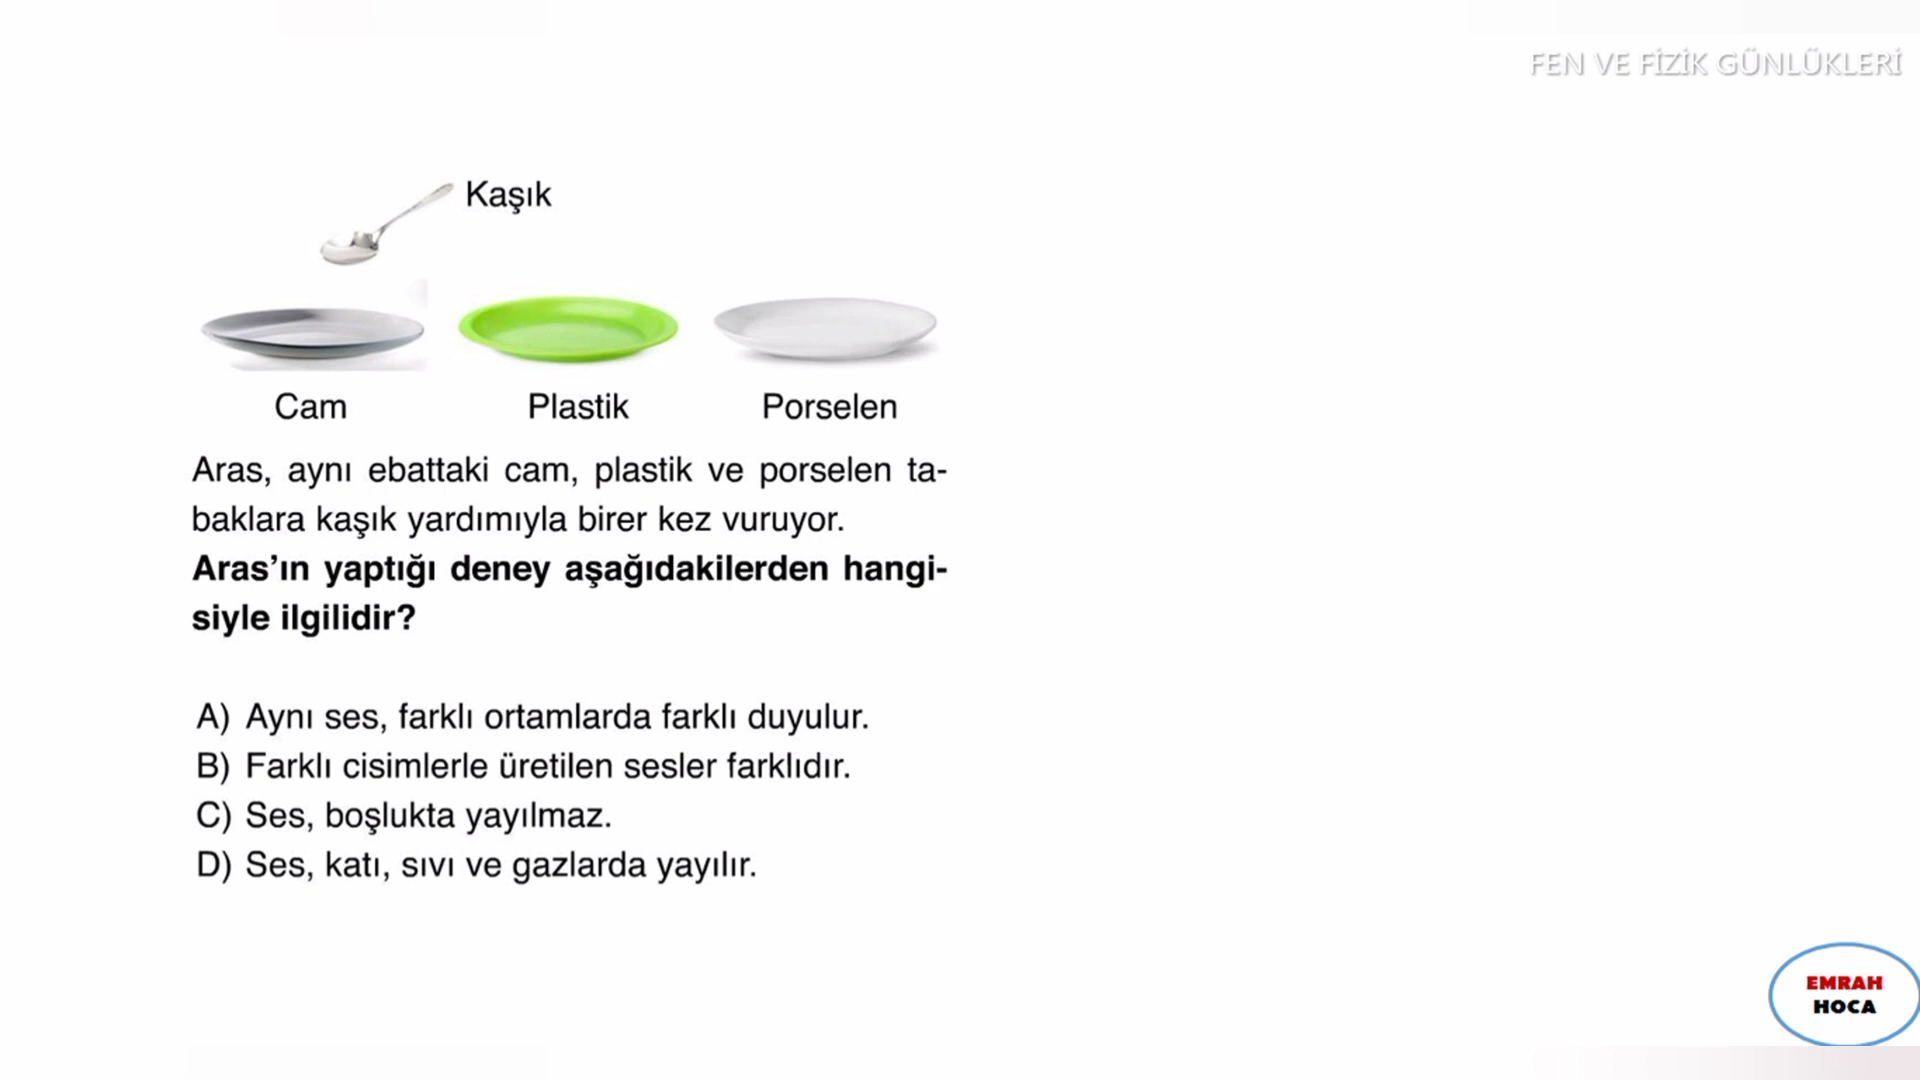 FEN VE FİZİK GÜNLÜKLERİ
Kaşık
Cam Plastik Porselen
Aras, aynı ebattaki cam, plastik ve porselen ta-
baklara kaşık yardımıyla birer kez vuruyor.
Aras’ın yaptığı deney aşağıdakilerden hangi-
siyle ilgilidir?
A) Aynı ses, farklı ortamlarda farklı duyulur.
B) Farklı cisimlerle üretilen sesler farklıdır.
C) Ses, boşlukta yayılmaz.
D) Ses, katı, sıvı ve gazlarda yayılır.
EMRAH
HOCA